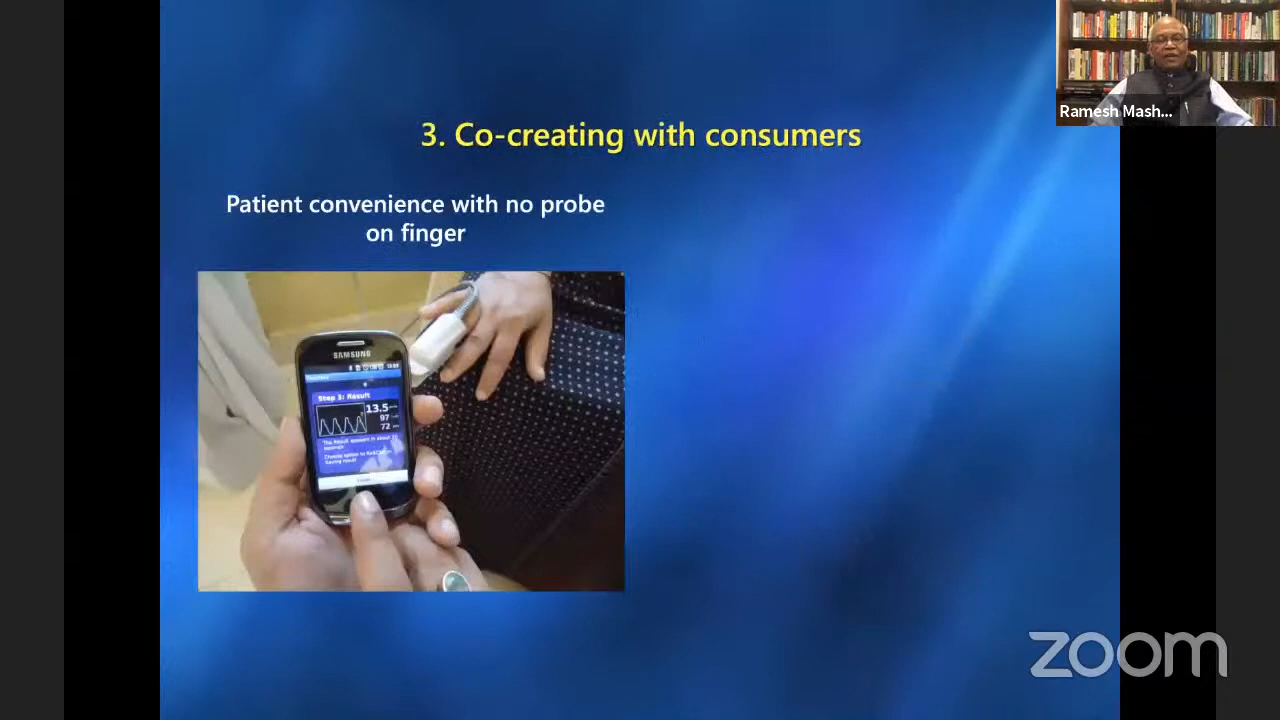 Ramesh Mash...
3. Co-creating with consumers
Patient convenience with no probe
on finger
SAMSUNG
Step 3: Result
13.5
97
72
zoom